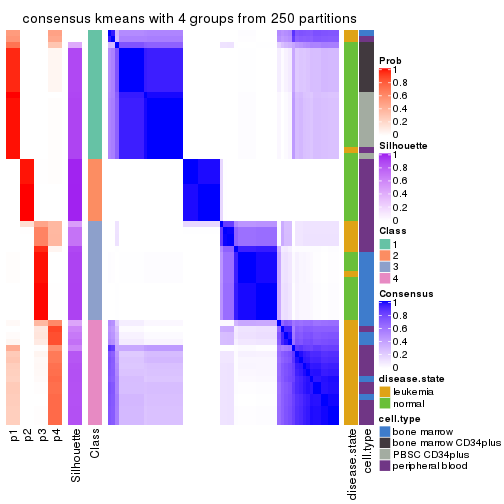 consensus kmeans with 4 groups from 250 partitions
Prob
1
0.8
0.6
0.4
0.2
0
Silhouette
1
0.8
0.6
0.4
0.2
0
Class
1
2
3
4
Consensus
1
0.8
0.6
0.4
0.2
0
disease.state
leukemia
normal
cell.type
bone marrow
bone marrow CD34plus
PBSC CD34plus
peripheral blood
p1
p2
p3
p4
Silhouette
Class
disease.state
cell.type